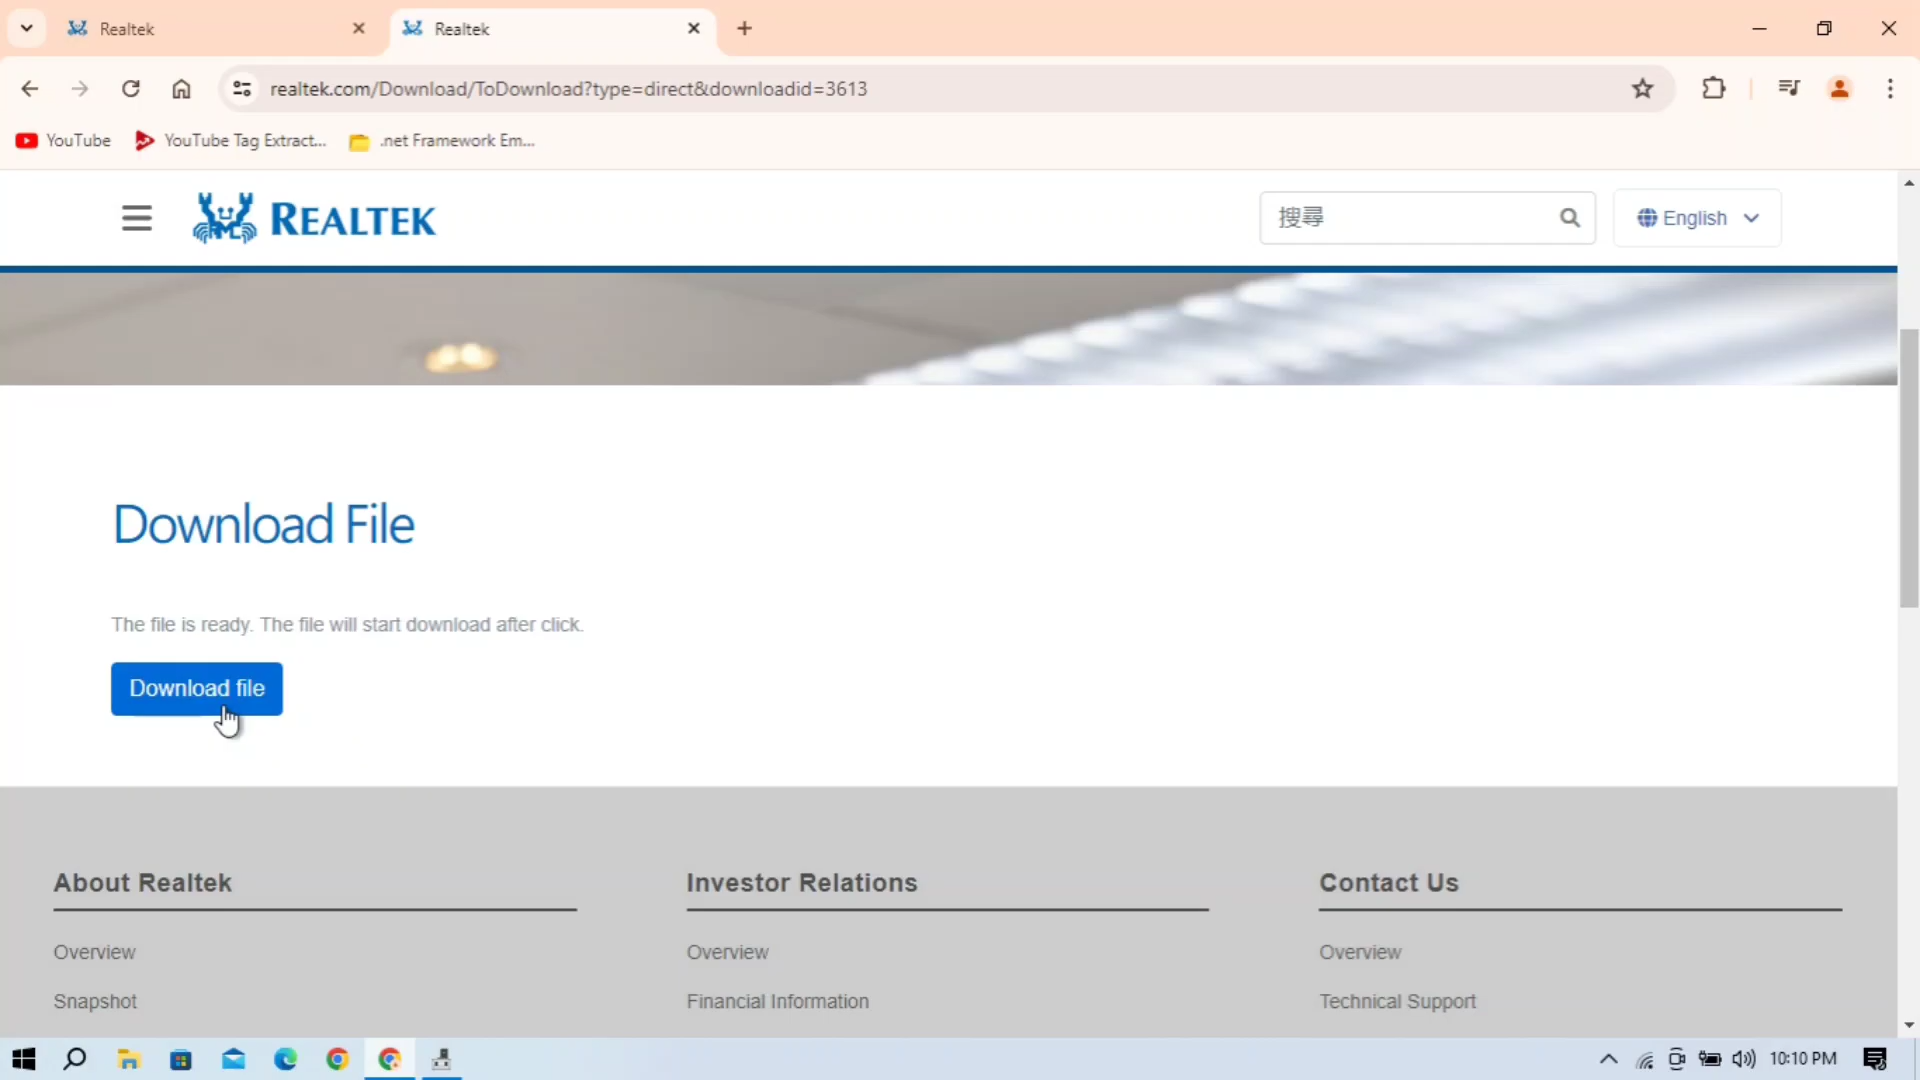 Realtek
Realtek
realtek.com/Download/ToDownload?type=direct&downloadid=3613
YouTube
YouTube Tag Extract...
.net Framework Em...
REALTEK
搜尋
English
Download File
The file is ready. The file will start download after click.
Download file
About Realtek
Investor Relations
Contact Us
Overview
Overview
Overview
Snapshot
Financial Information
Technical Support
10:10 PM